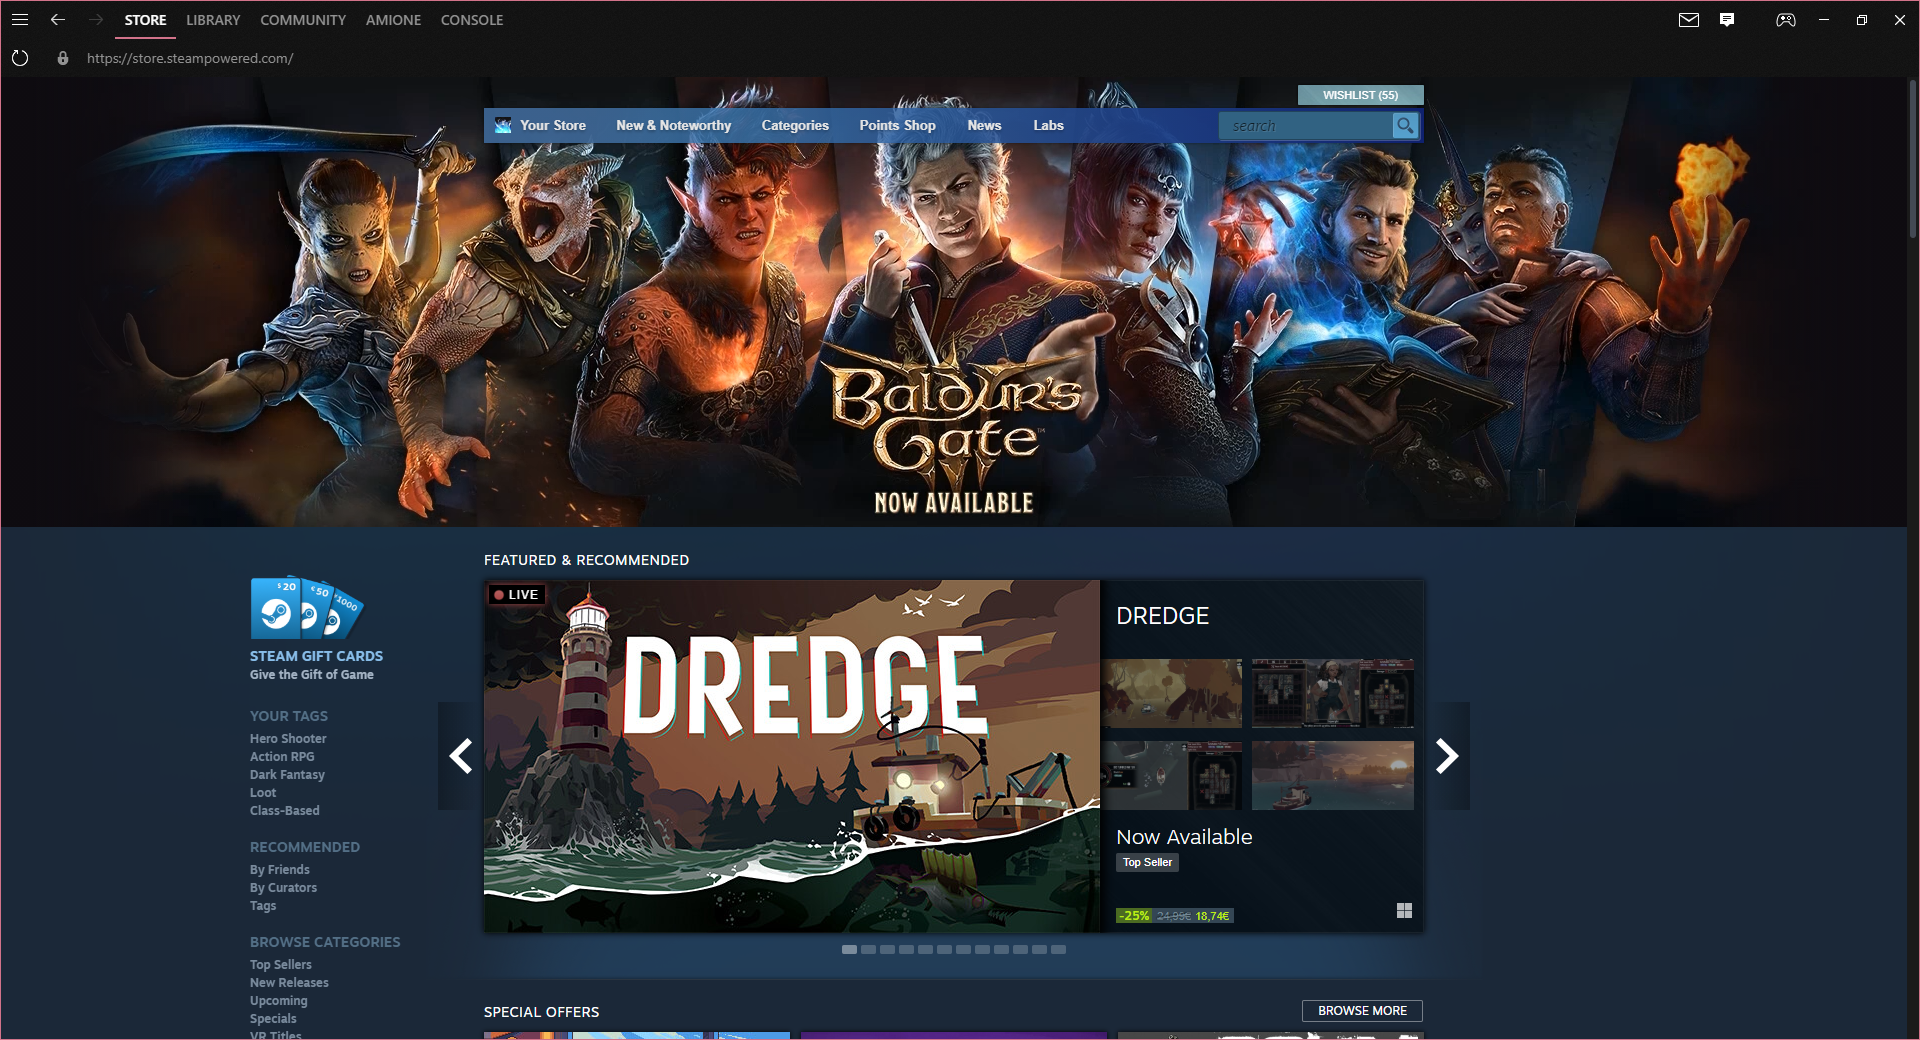 STORE LIBRARY COMMUNITY AMIONE CONSOLE
https://store.steampowered.com/
WISHLIST (55)
Your Store New & Noteworthy Categories Points Shop News Labs search
BALDUR'S
GATE™
III
NOW AVAILABLE
FEATURED & RECOMMENDED
$20 €50 1000
STEAM GIFT CARDS
Give the Gift of Game
YOUR TAGS
Hero Shooter
Action RPG
Dark Fantasy
Loot
Class-Based
RECOMMENDED
By Friends
By Curators
Tags
BROWSE CATEGORIES
Top Sellers
New Releases
Upcoming
Specials
VR Titles
LIVE
DREDGE
DREDGE
Now Available
Top Seller
-25% 24,99€ 18,74€
SPECIAL OFFERS
BROWSE MORE